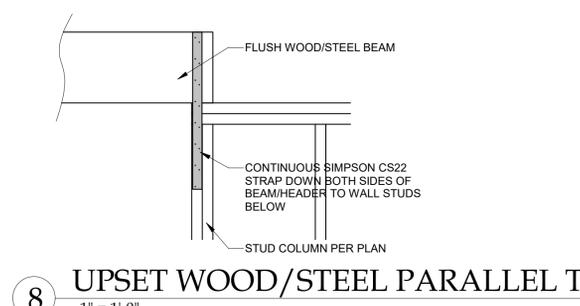 FLUSH WOOD/STEEL BEAM
CONTINUOUS SIMPSON CS22
STRAP DOWN BOTH SIDES OF
BEAM/HEADER TO WALL STUDS
BELOW
STUD COLUMN PER PLAN
8
UPSET WOOD/STEEL PARALLEL T